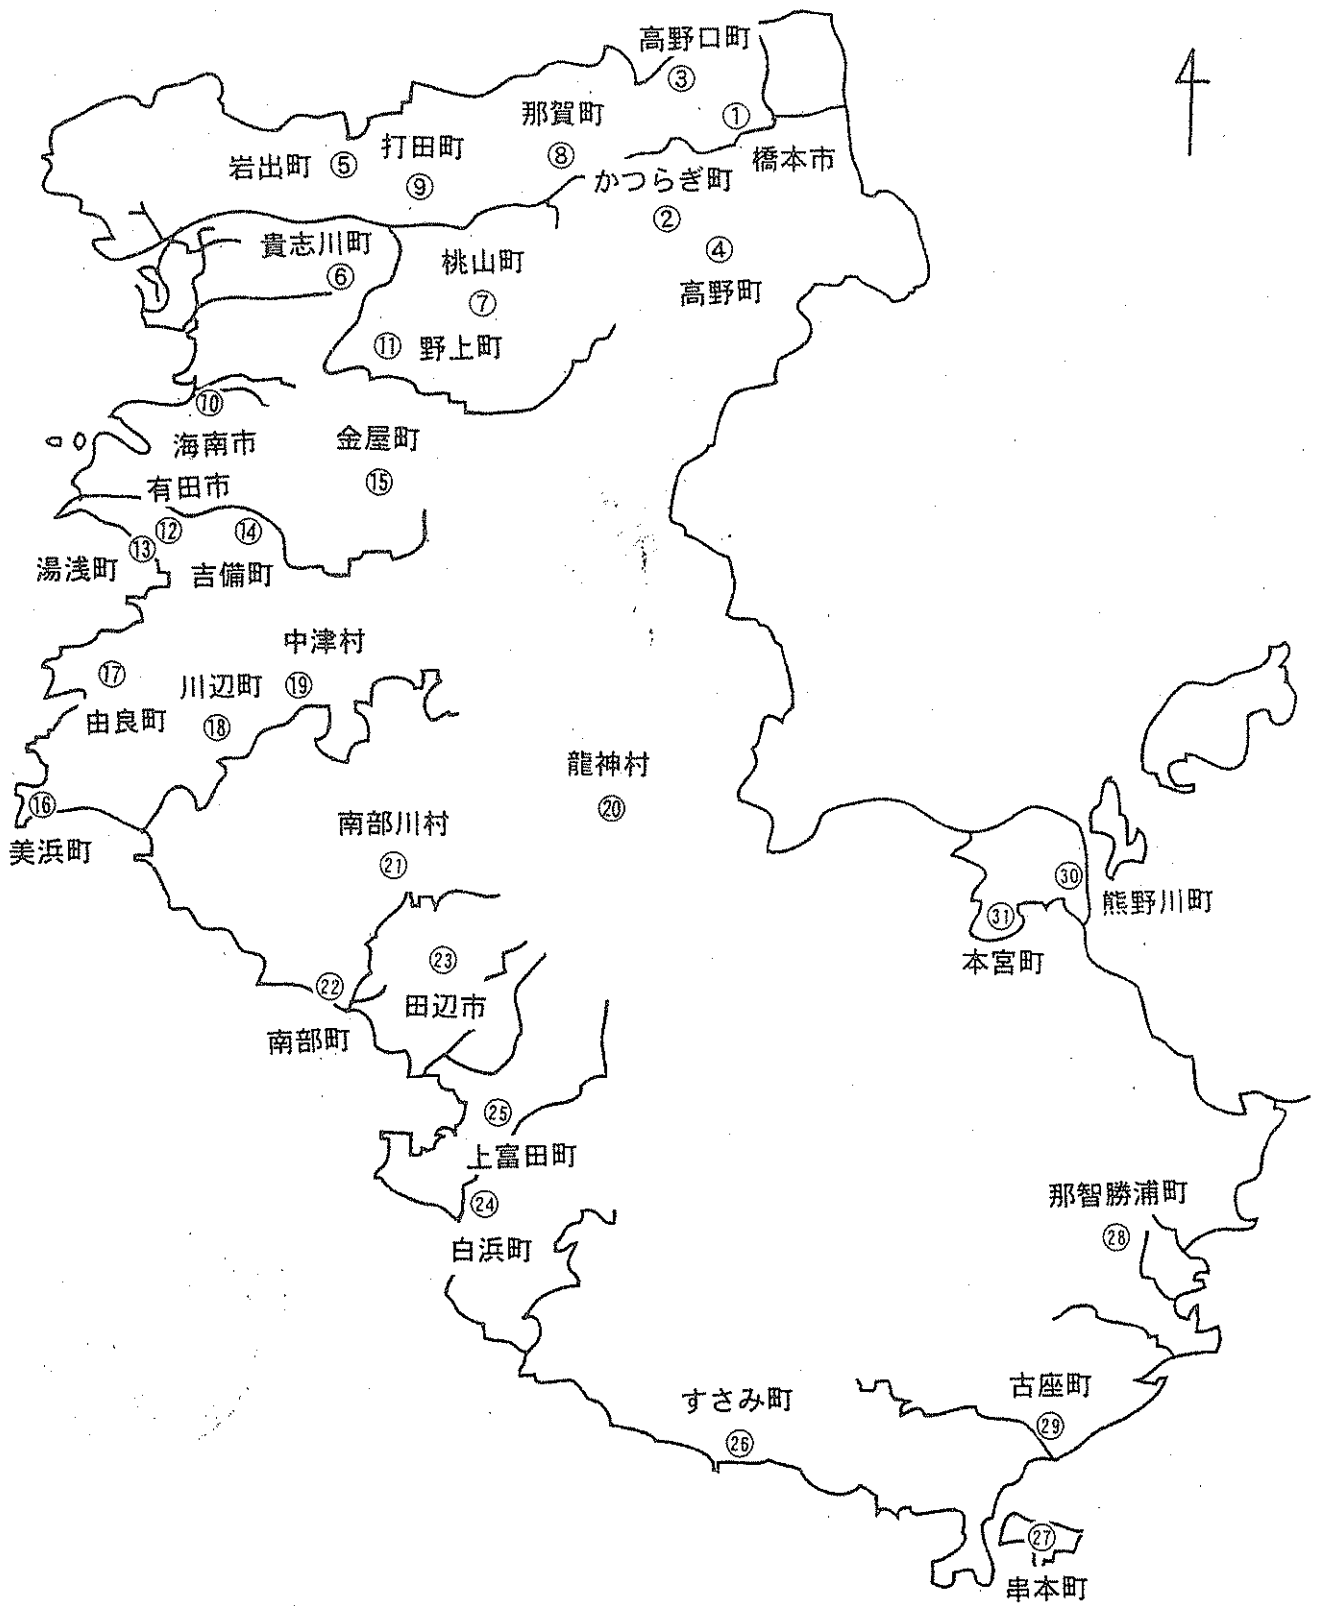 高野口町
③
①
橋本市
那賀町
⑧
打田町
⑨
岩出町 ⑤
かつらぎ町
②
④
高野町
貴志川町
⑥
桃山町
⑦
⑪ 野上町
⑩
海南市
金屋町
⑮
有田市
⑫
⑭
⑬
湯浅町
吉備町
中津村
⑲
⑰
川辺町
⑱
由良町
龍神村
⑳
⑯
美浜町
南部川村
㉑
㉚
熊野川町
㉛
本宮町
㉓
田辺市
㉒
南部町
㉕
上富田町
㉔
白浜町
那智勝浦町
㉘
すさみ町
㉖
古座町
㉙
㉗
串本町